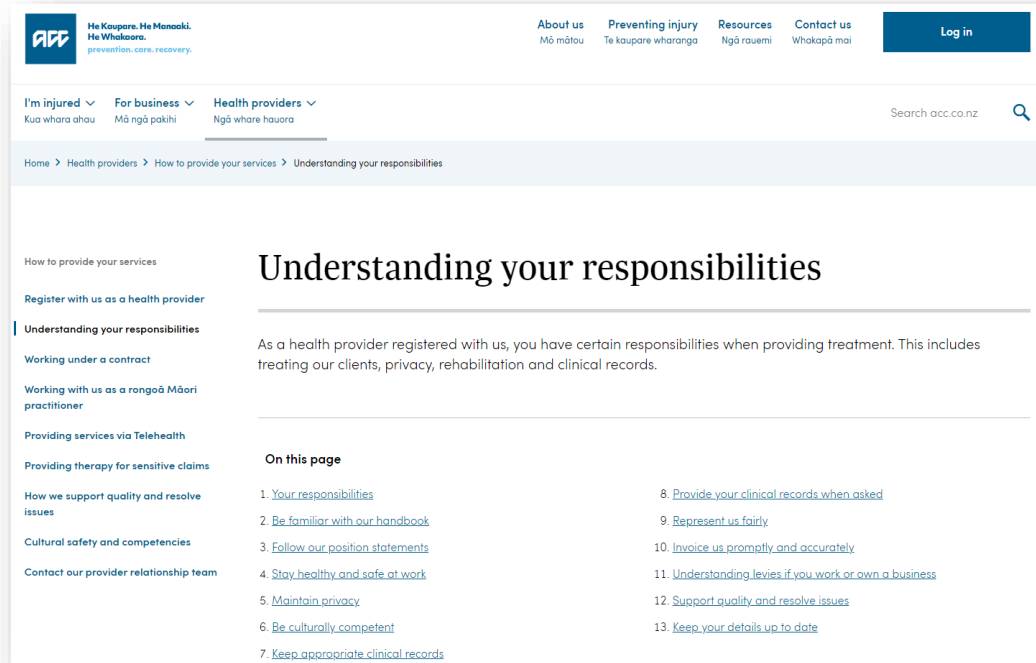 acc
He Kaupare. He Manaaki.
He Whakaora.
prevention. care. recovery.
About us
Mō mātou
Preventing injury
Te kaupare wharanga
Resources
Ngā rauemi
Contact us
Whakapā mai
Log in
I'm injured
Kua whara ahau
For business
Mā ngā pakihi
Health providers
Ngā whare hauora
Search acc.co.nz
Home > Health providers > How to provide your services > Understanding your responsibilities
How to provide your services
Register with us as a health provider
Understanding your responsibilities
Working under a contract
Working with us as a rongoā Māori
practitioner
Providing services via Telehealth
Providing therapy for sensitive claims
How we support quality and resolve
issues
Cultural safety and competencies
Contact our provider relationship team
Understanding your responsibilities
As a health provider registered with us, you have certain responsibilities when providing treatment. This includes
treating our clients, privacy, rehabilitation and clinical records.
On this page
1. Your responsibilities
2. Be familiar with our handbook
3. Follow our position statements
4. Stay healthy and safe at work
5. Maintain privacy
6. Be culturally competent
7. Keep appropriate clinical records
8. Provide your clinical records when asked
9. Represent us fairly
10. Invoice us promptly and accurately
11. Understanding levies if you work or own a business
12. Support quality and resolve issues
13. Keep your details up to date